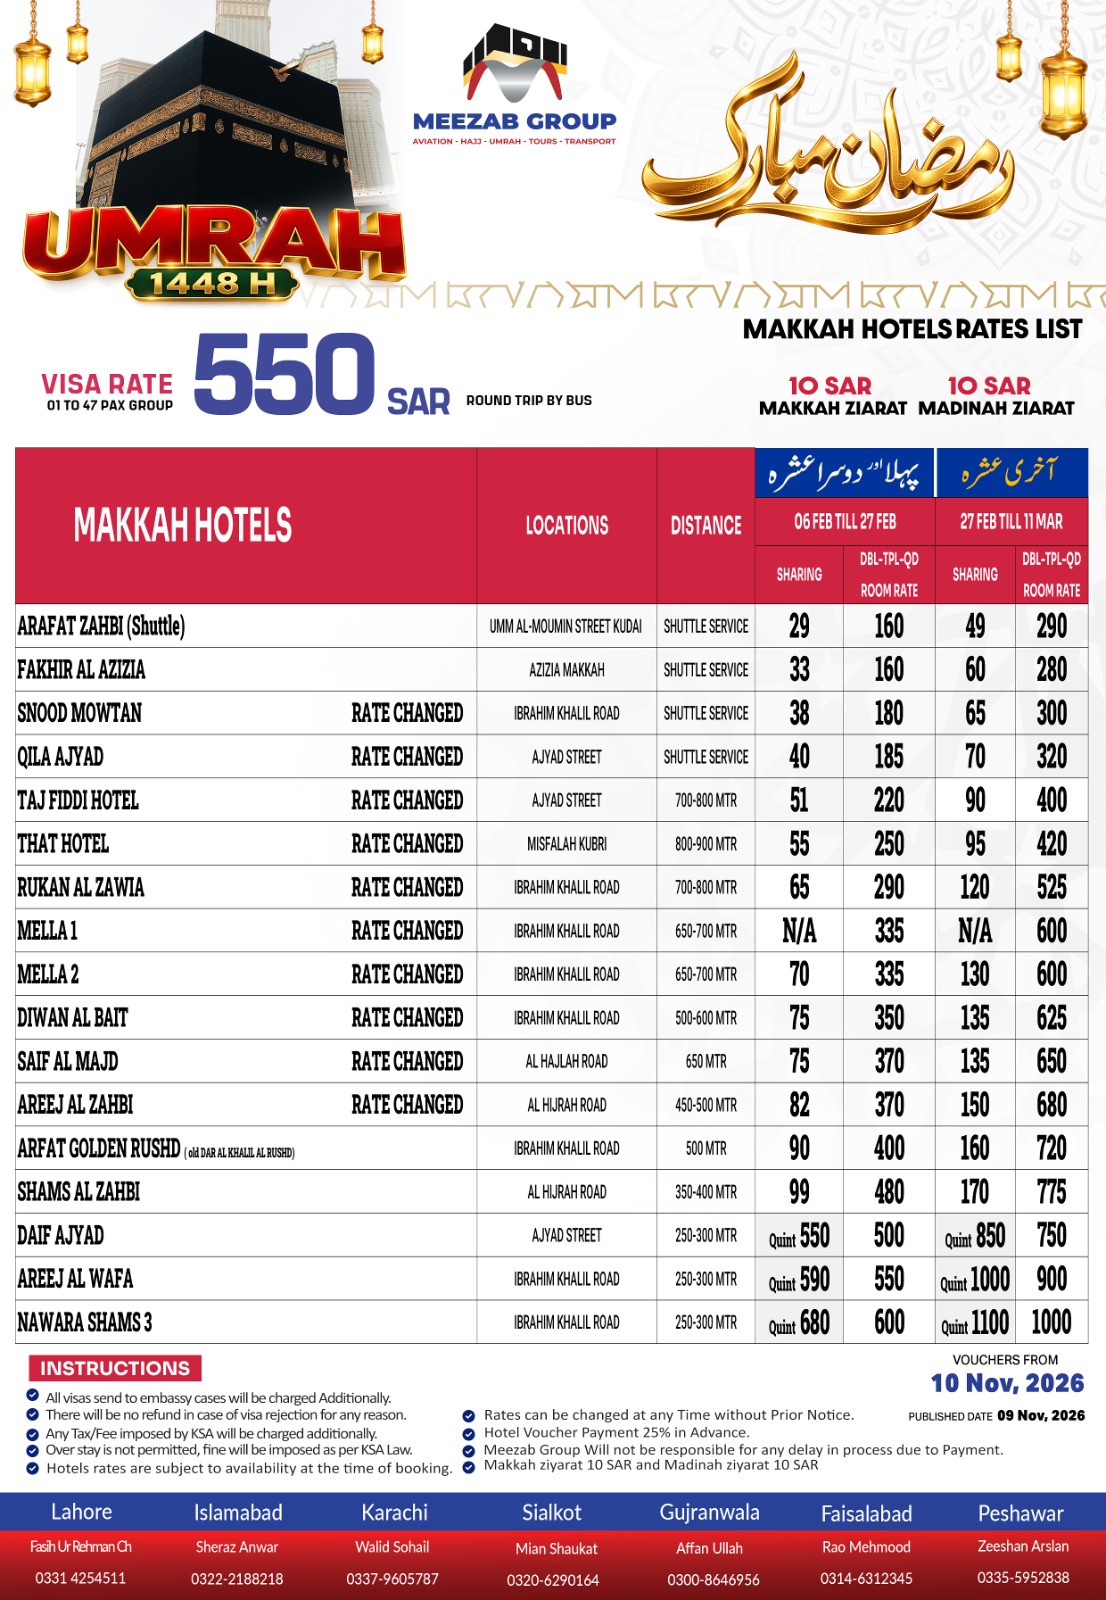 MEEZAB GROUP
AVIATION - HAJJ - UMRAH - TOURS - TRANSPORT
رمضان مبارک
UMRAH
1448 H
MAKKAH HOTELS RATES LIST
VISA RATE
01 TO 47 PAX GROUP
550 SAR
ROUND TRIP BY BUS
10 SAR
MAKKAH ZIARAT
10 SAR
MADINAH ZIARAT
MAKKAH HOTELS LOCATIONS DISTANCE
پہلا اور دوسرا عشرہ
آخری عشرہ
06 FEB TILL 27 FEB 27 FEB TILL 11 MAR
SHARING DBL-TPL-QD ROOM RATE SHARING DBL-TPL-QD ROOM RATE
ARAFAT ZAHBI (Shuttle) UMM AL-MOUMIN STREET KUDAI SHUTTLE SERVICE 29 160 49 290
FAKHIR AL AZIZIA AZIZIA MAKKAH SHUTTLE SERVICE 33 160 60 280
SNOOD MOWTAN RATE CHANGED IBRAHIM KHALIL ROAD SHUTTLE SERVICE 38 180 65 300
QILA AJYAD RATE CHANGED AJYAD STREET SHUTTLE SERVICE 40 185 70 320
TAJ FIDDI HOTEL RATE CHANGED AJYAD STREET 700-800 MTR 51 220 90 400
THAT HOTEL RATE CHANGED MISFALAH KUBRI 800-900 MTR 55 250 95 420
RUKAN AL ZAWIA RATE CHANGED IBRAHIM KHALIL ROAD 700-800 MTR 65 290 120 525
MELLA 1 RATE CHANGED IBRAHIM KHALIL ROAD 650-700 MTR N/A 335 N/A 600
MELLA 2 RATE CHANGED IBRAHIM KHALIL ROAD 650-700 MTR 70 335 130 600
DIWAN AL BAIT RATE CHANGED IBRAHIM KHALIL ROAD 500-600 MTR 75 350 135 625
SAIF AL MAJD RATE CHANGED AL HAJLAH ROAD 650 MTR 75 370 135 650
AREEJ AL ZAHBI RATE CHANGED AL HIJRAH ROAD 450-500 MTR 82 370 150 680
ARFAT GOLDEN RUSHD ( old DAR AL KHALIL AL RUSHD) IBRAHIM KHALIL ROAD 500 MTR 90 400 160 720
SHAMS AL ZAHBI AL HIJRAH ROAD 350-400 MTR 99 480 170 775
DAIF AJYAD AJYAD STREET 250-300 MTR Quint 550 500 Quint 850 750
AREEJ AL WAFA IBRAHIM KHALIL ROAD 250-300 MTR Quint 590 550 Quint 1000 900
NAWARA SHAMS 3 IBRAHIM KHALIL ROAD 250-300 MTR Quint 680 600 Quint 1100 1000
INSTRUCTIONS
All visas send to embassy cases will be charged Additionally.
There will be no refund in case of visa rejection for any reason.
Any Tax/Fee imposed by KSA will be charged additionally.
Over stay is not permitted, fine will be imposed as per KSA Law.
Hotels rates are subject to availability at the time of booking.
Rates can be changed at any Time without Prior Notice.
Hotel Voucher Payment 25% in Advance.
Meezab Group Will not be responsible for any delay in process due to Payment.
Makkah ziyarat 10 SAR and Madinah ziyarat 10 SAR
VOUCHERS FROM
10 Nov, 2026
PUBLISHED DATE 09 Nov, 2026
Lahore Islamabad Karachi Sialkot Gujranwala Faisalabad Peshawar
Fasih Ur Rehman Ch Sheraz Anwar Walid Sohail Mian Shaukat Affan Ullah Rao Mehmood Zeeshan Arslan
0331 4254511 0322-2188218 0337-9605787 0320-6290164 0300-8646956 0314-6312345 0335-5952838